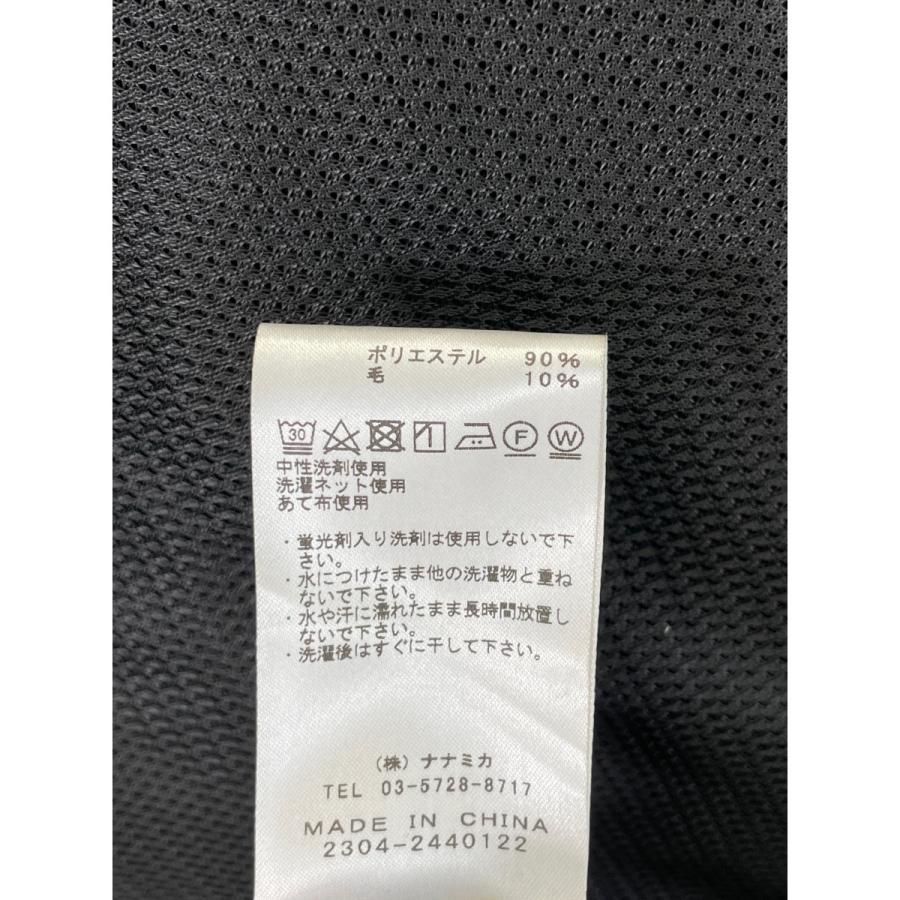 ポリエステル 90%
毛 10%
30 F W
中性洗剤使用
洗濯ネット使用
あて布使用
・蛍光剤入り洗剤は使用しないで下
さい。
・水につけたまま他の洗濯物と重ね
ないで下さい。
・水や汗に濡れたまま長時間放置し
ないで下さい。
・洗濯後はすぐに干して下さい。
(株) ナナミカ
TEL 03-5728-8717
MADE IN CHINA
2304-2440122